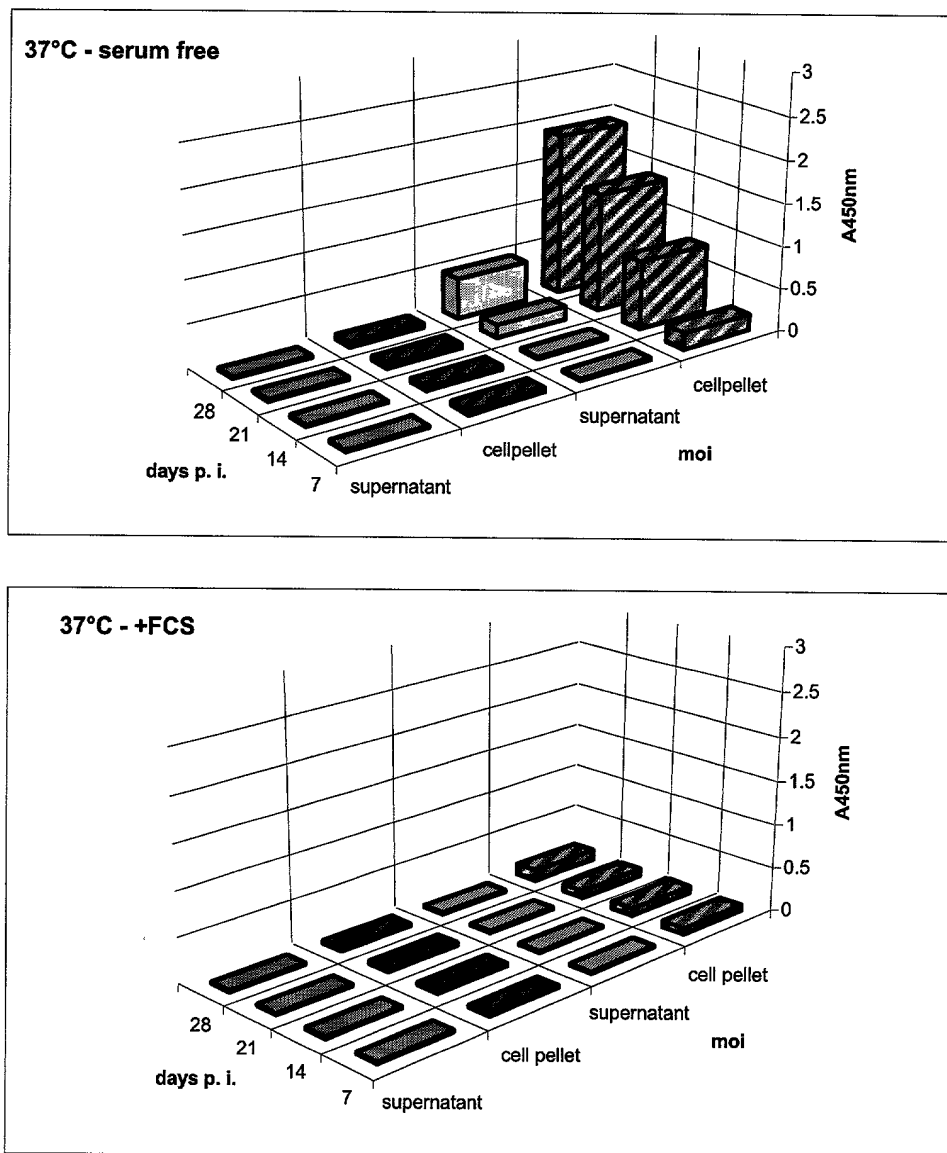 37°C - serum free
3
2.5
2
1.5
1
0.5
0
A450nm
28
21
14
7
days p. i.
supernatant
cellpellet
supernatant
cellpellet
moi
37°C - +FCS
3
2.5
2
1.5
1
0.5
0
A450nm
28
21
14
7
days p. i.
supernatant
cell pellet
supernatant
cell pellet
moi